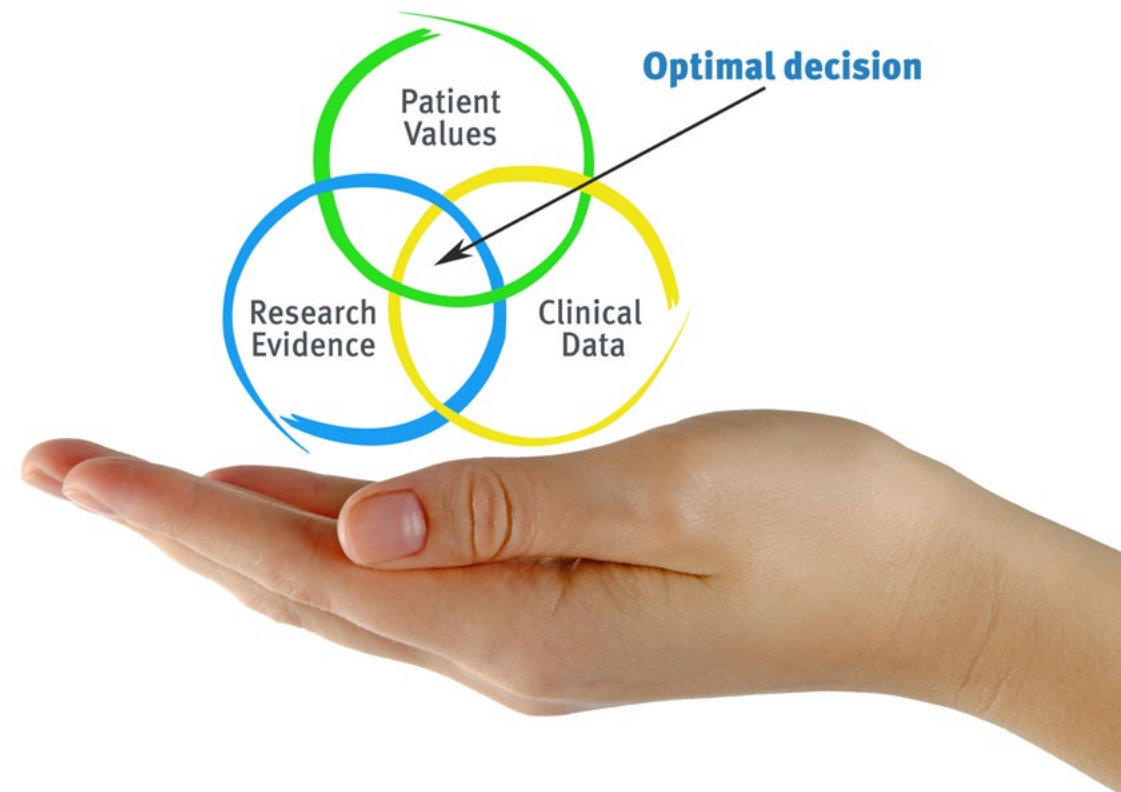 Optimal decision
Patient
Values
Research
Evidence
Clinical
Data